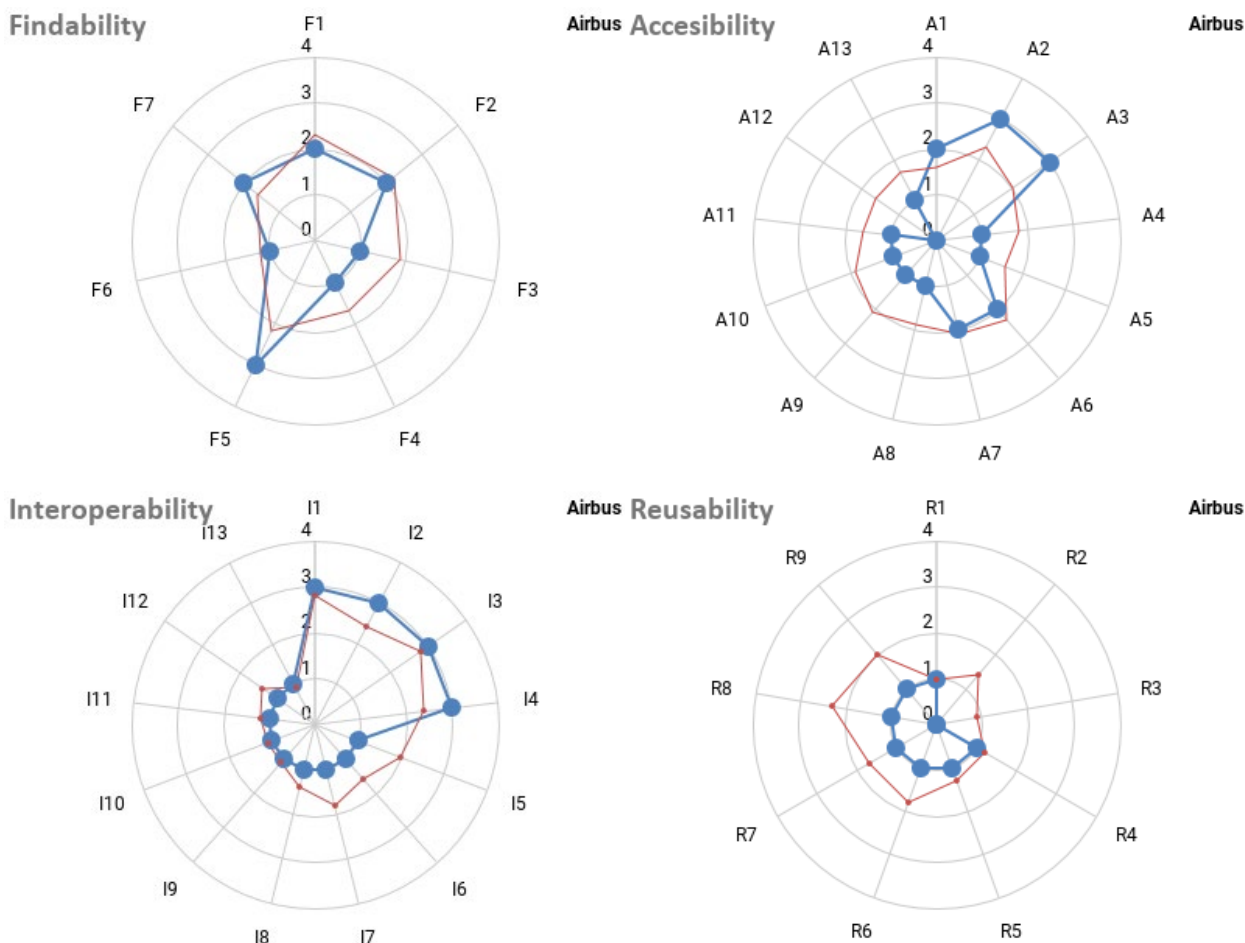 Findability
F1
Airbus
4
3
2
1
0
F2
F3
F4
F5
F6
F7
Accesibility
A1
Airbus
4
3
2
1
0
A2
A3
A4
A5
A6
A7
A8
A9
A10
A11
A12
A13
Interoperability
I1
Airbus
4
3
2
1
0
I2
I3
I4
I5
I6
I7
I8
I9
I10
I11
I12
I13
Reusability
R1
Airbus
4
3
2
1
0
R2
R3
R4
R5
R6
R7
R8
R9